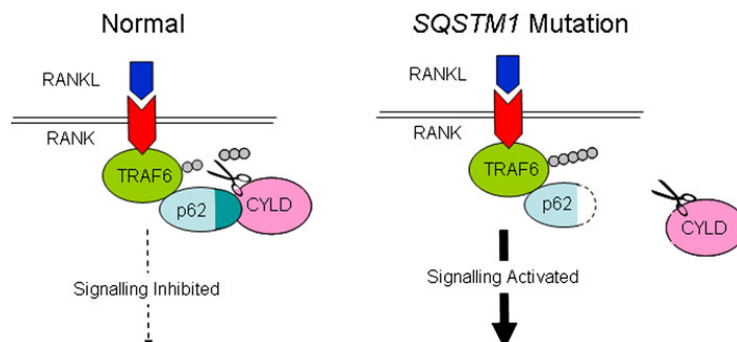 Normal
RANKL
RANK
TRAF6
p62
CYLD
Signalling Inhibited
SQSTM1 Mutation
RANKL
RANK
TRAF6
p62
CYLD
Signalling Activated